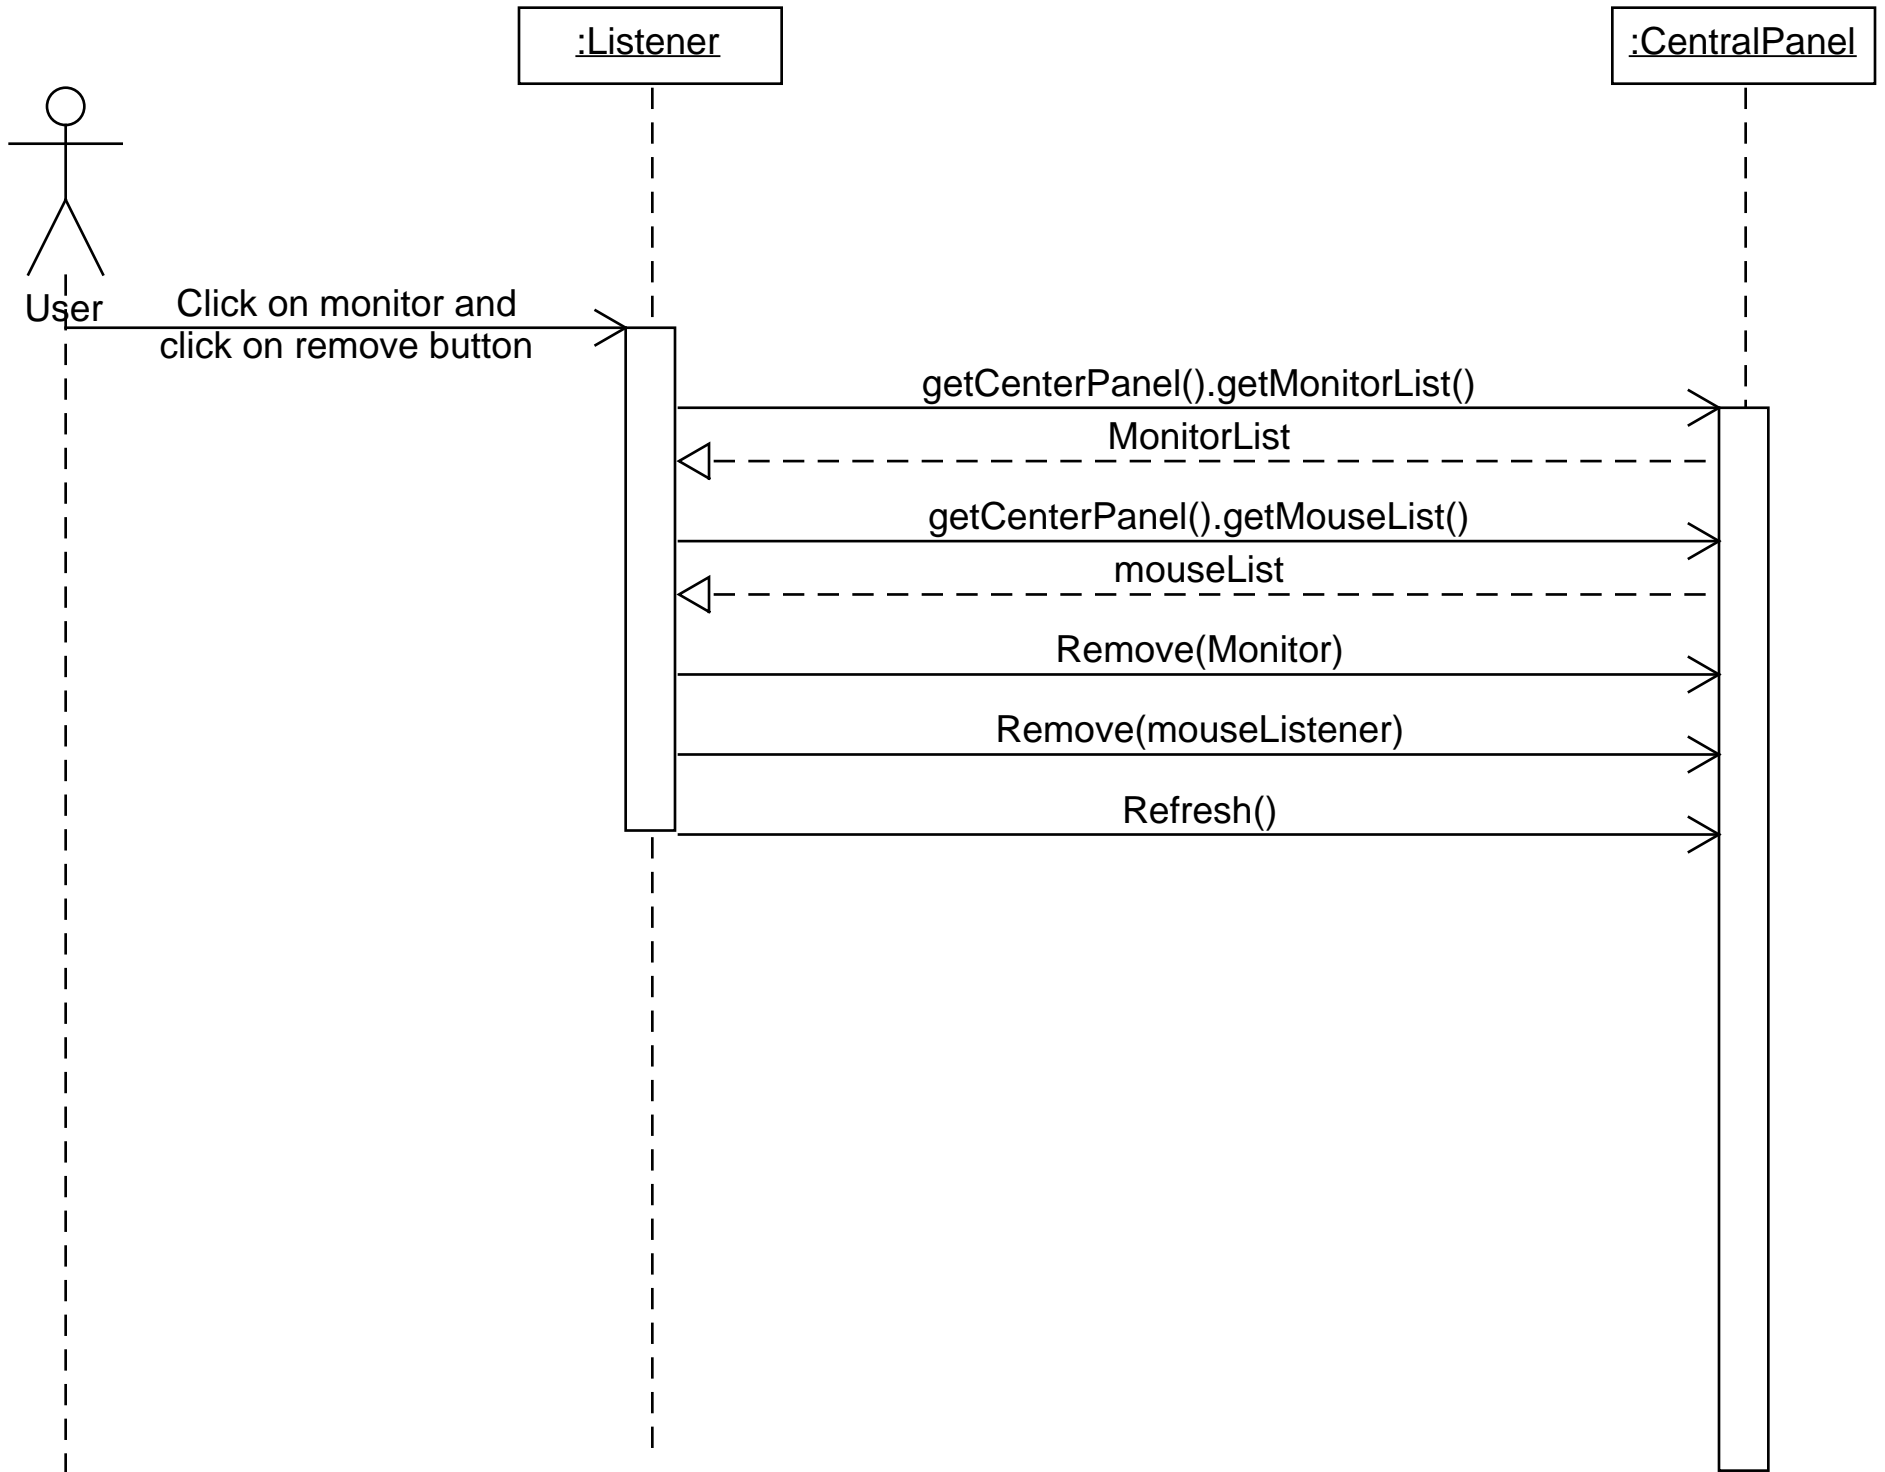 :Listener
:CentralPanel
User
Click on monitor and
click on remove button
getCenterPanel().getMonitorList()
MonitorList
getCenterPanel().getMouseList()
mouseList
Remove(Monitor)
Remove(mouseListener)
Refresh()